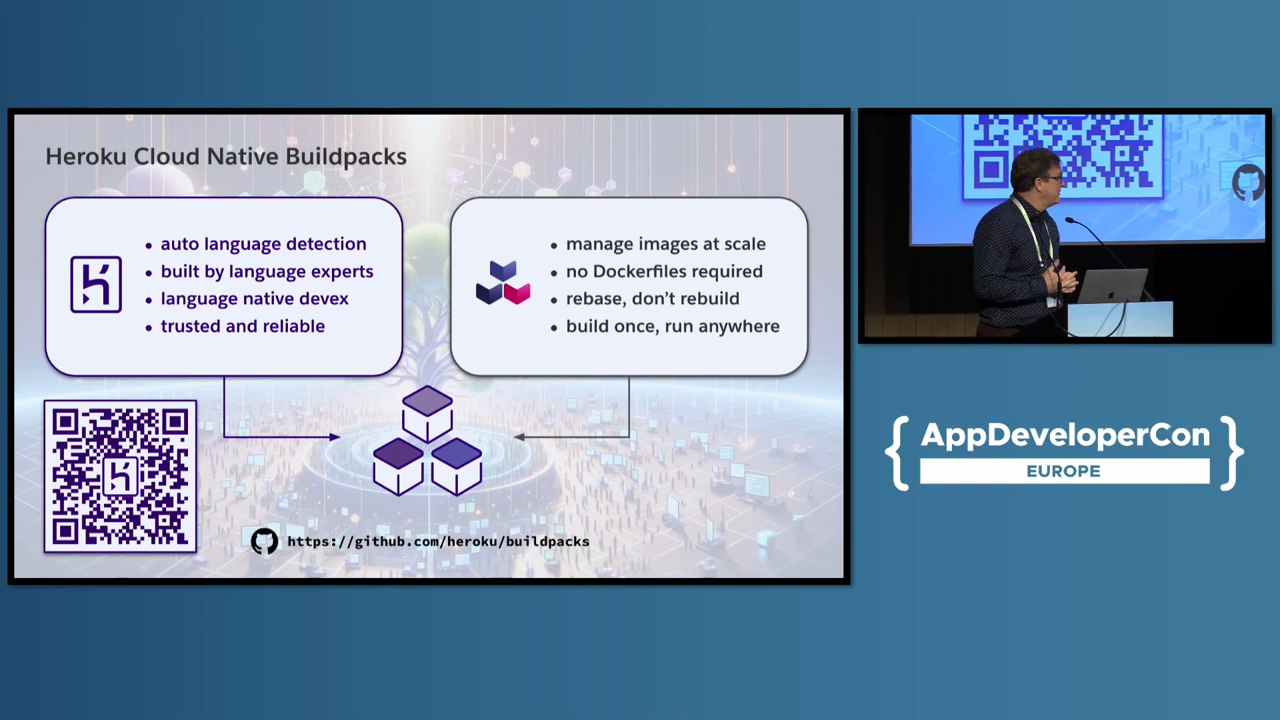 Heroku Cloud Native Buildpacks
• auto language detection
• built by language experts
• language native devex
• trusted and reliable
• manage images at scale
• no Dockerfiles required
• rebase, don't rebuild
• build once, run anywhere
https://github.com/heroku/buildpacks
AppDeveloperCon
EUROPE